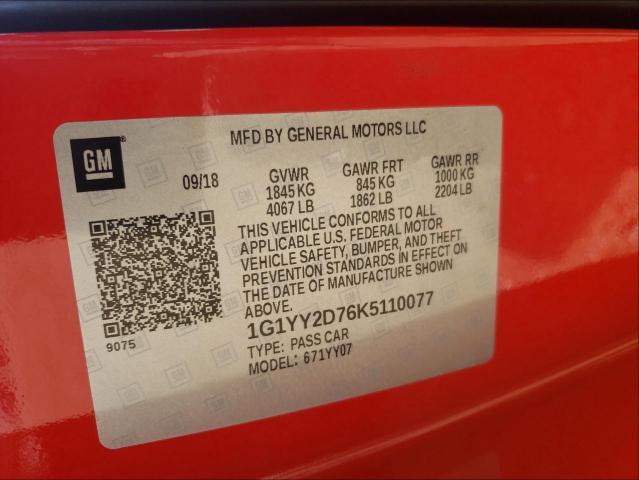 MFD BY GENERAL MOTORS LLC
GM
09/18
GVWR GAWR FRT GAWR RR
1845 KG 845 KG 1000 KG
4067 LB 1862 LB 2204 LB
THIS VEHICLE CONFORMS TO ALL
APPLICABLE U.S. FEDERAL MOTOR
VEHICLE SAFETY, BUMPER, AND THEFT
PREVENTION STANDARDS IN EFFECT ON
THE DATE OF MANUFACTURE SHOWN
ABOVE.
9075
1G1YY2D76K5110077
TYPE: PASS CAR
MODEL: 671YY07